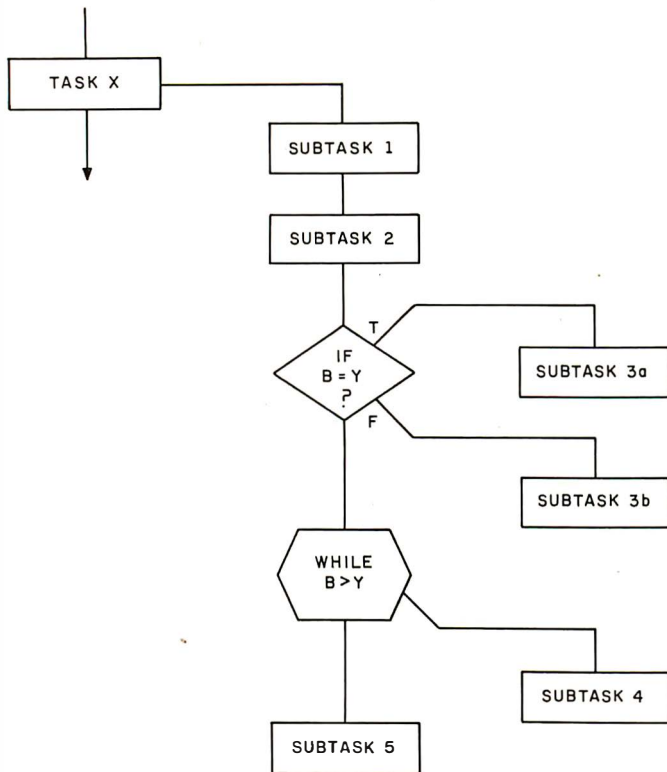 TASK X
SUBTASK 1
SUBTASK 2
T
IF
B = Y
?
SUBTASK 3a
F
SUBTASK 3b
WHILE
B > Y
SUBTASK 4
SUBTASK 5